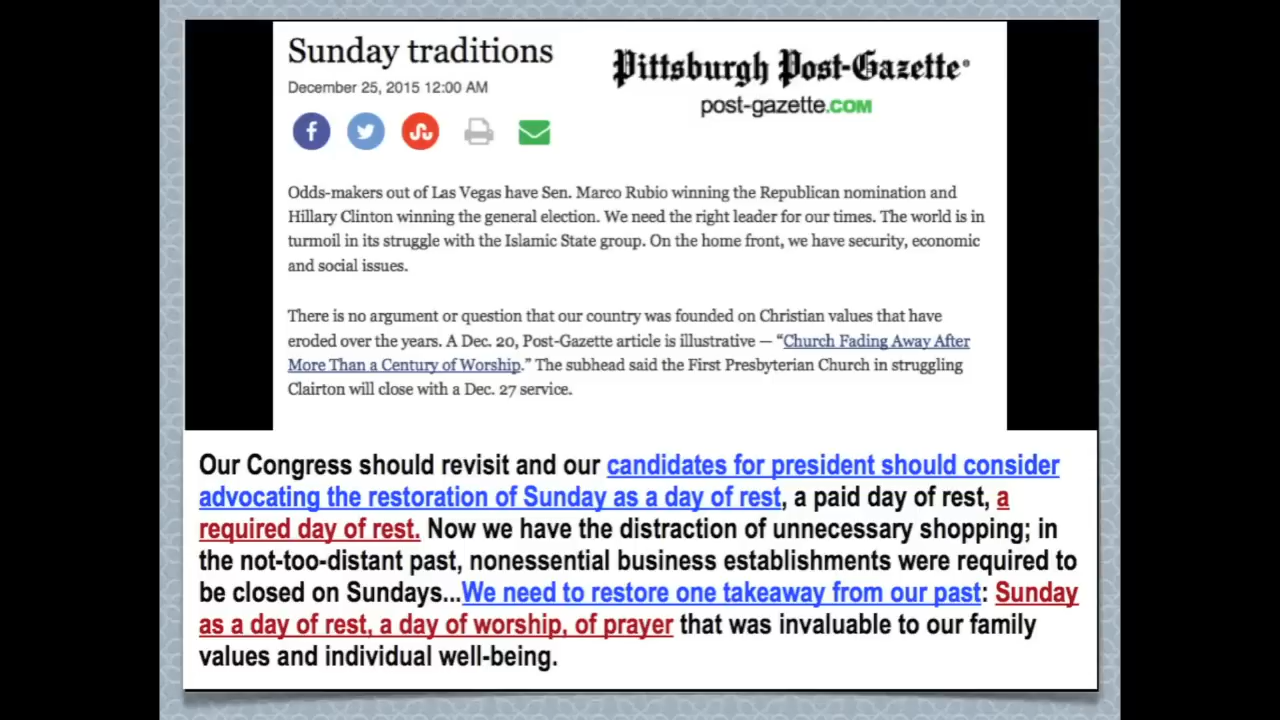 Sunday traditions
Pittsburgh Post-Gazette®
December 25, 2015 12:00 AM
post-gazette.COM
Odds-makers out of Las Vegas have Sen. Marco Rubio winning the Republican nomination and
Hillary Clinton winning the general election. We need the right leader for our times. The world is in
turmoil in its struggle with the Islamic State group. On the home front, we have security, economic
and social issues.
There is no argument or question that our country was founded on Christian values that have
eroded over the years. A Dec. 20, Post-Gazette article is illustrative — “Church Fading Away After
More Than a Century of Worship.” The subhead said the First Presbyterian Church in struggling
Clairton will close with a Dec. 27 service.
Our Congress should revisit and our candidates for president should consider
advocating the restoration of Sunday as a day of rest, a paid day of rest, a
required day of rest. Now we have the distraction of unnecessary shopping; in
the not-too-distant past, nonessential business establishments were required to
be closed on Sundays...We need to restore one takeaway from our past: Sunday
as a day of rest, a day of worship, of prayer that was invaluable to our family
values and individual well-being.